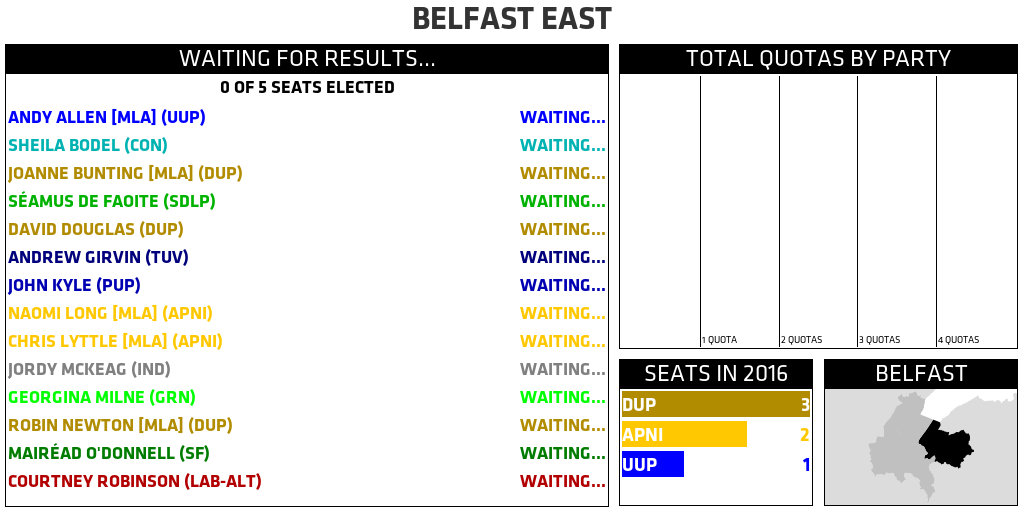 BELFAST EAST
WAITING FOR RESULTS...
0 OF 5 SEATS ELECTED
ANDY ALLEN [MLA] (UUP) WAITING...
SHEILA BODEL (CON) WAITING...
JOANNE BUNTING [MLA] (DUP) WAITING...
SÉAMUS DE FAOITE (SDLP) WAITING...
DAVID DOUGLAS (DUP) WAITING...
ANDREW GIRVIN (TUV) WAITING...
JOHN KYLE (PUP) WAITING...
NAOMI LONG [MLA] (APNI) WAITING...
CHRIS LYTTLE [MLA] (APNI) WAITING...
JORDY MCKEAG (IND) WAITING...
GEORGINA MILNE (GRN) WAITING...
ROBIN NEWTON [MLA] (DUP) WAITING...
MAIRÉAD O'DONNELL (SF) WAITING...
COURTNEY ROBINSON (LAB-ALT) WAITING...
TOTAL QUOTAS BY PARTY
1 QUOTA 2 QUOTAS 3 QUOTAS 4 QUOTAS
SEATS IN 2016
DUP 3
APNI 2
UUP 1
BELFAST